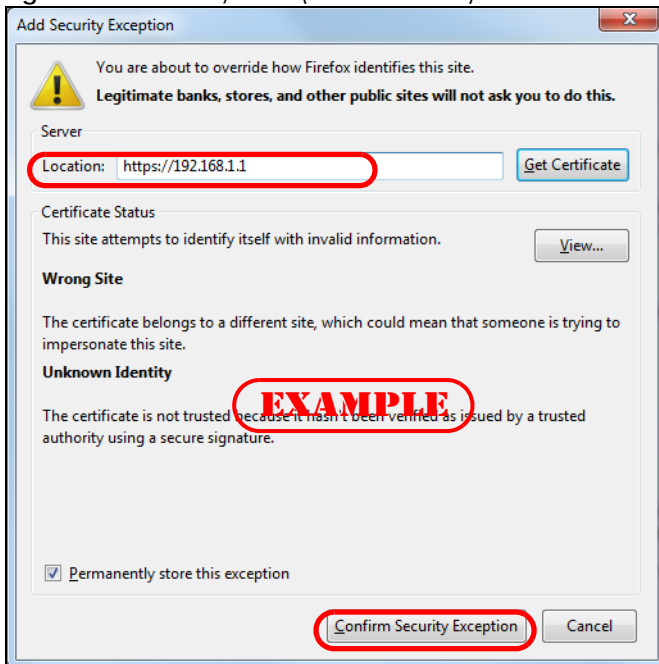 Add Security Exception
You are about to override how Firefox identifies this site.
Legitimate banks, stores, and other public sites will not ask you to do this.
Server
Location: https://192.168.1.1 Get Certificate
Certificate Status
This site attempts to identify itself with invalid information. View...
Wrong Site
The certificate belongs to a different site, which could mean that someone is trying to
impersonate this site.
Unknown Identity
EXAMPLE
The certificate is not trusted because it hasn't been verified as issued by a trusted
authority using a secure signature.
Permanently store this exception
Confirm Security Exception Cancel